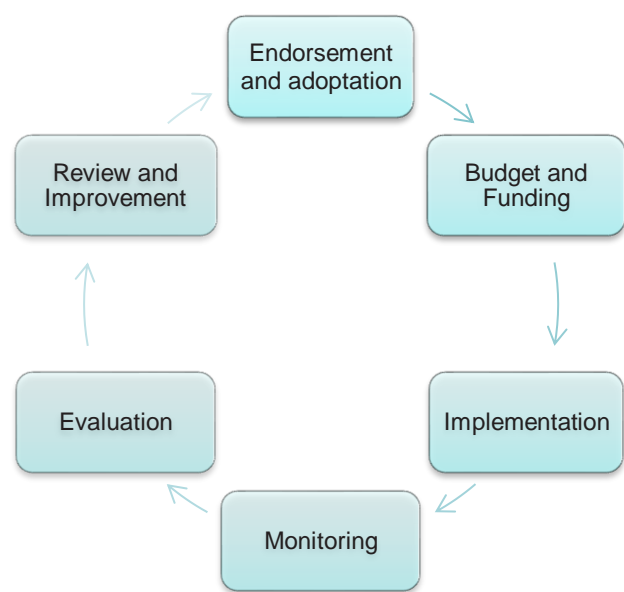 Endorsement
and adoptation
Budget and
Funding
Implementation
Monitoring
Evaluation
Review and
Improvement